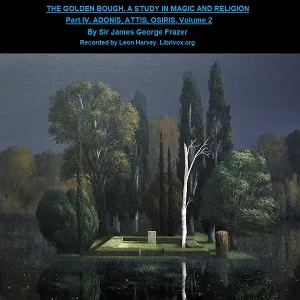 THE GOLDEN BOUGH. A STUDY IN MAGIC AND RELIGION
Part IV. ADONIS, ATTIS, OSIRIS. Volume 2
By Sir James George Frazer
Recorded by Leon Harvey. Librivox.org